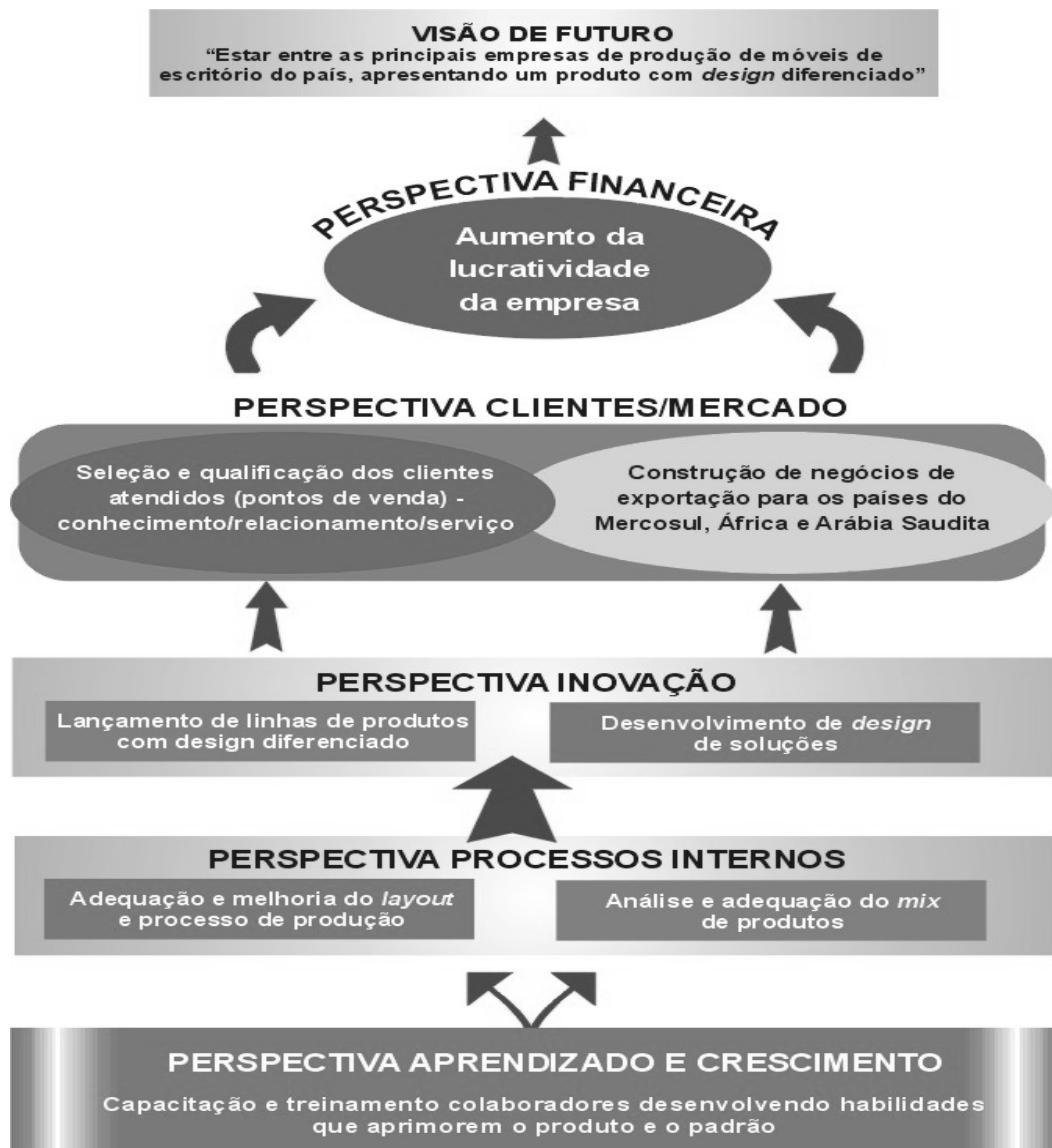 VISÃO DE FUTURO
“Estar entre as principais empresas de produção de móveis de
escritório do país, apresentando um produto com design diferenciado”
PERSPECTIVA FINANCEIRA
Aumento da
lucratividade
da empresa
PERSPECTIVA CLIENTES/MERCADO
Seleção e qualificação dos clientes
atendidos (pontos de venda) -
conhecimento/relacionamento/serviço
Construção de negócios de
exportação para os países do
Mercosul, África e Arábia Saudita
PERSPECTIVA INOVAÇÃO
Lançamento de linhas de produtos
com design diferenciado
Desenvolvimento de design
de soluções
PERSPECTIVA PROCESSOS INTERNOS
Adequação e melhoria do layout
e processo de produção
Análise e adequação do mix
de produtos
PERSPECTIVA APRENDIZADO E CRESCIMENTO
Capacitação e treinamento colaboradores desenvolvendo habilidades
que aprimorem o produto e o padrão